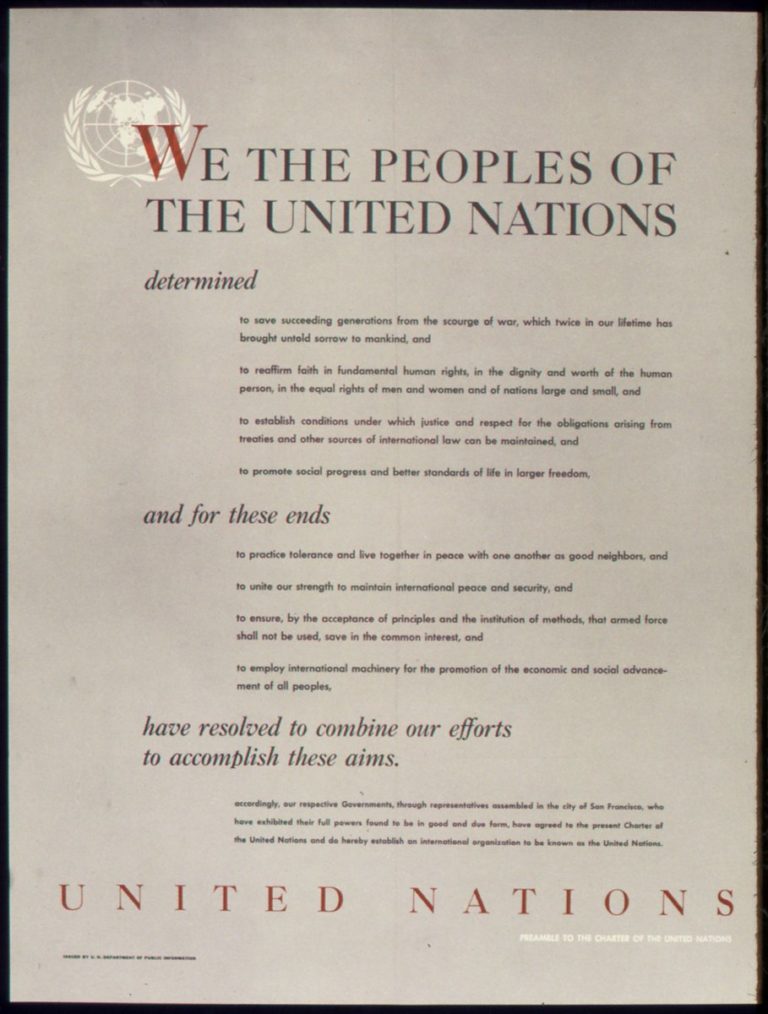 WE THE PEOPLES OF
THE UNITED NATIONS
determined
to save succeeding generations from the scourge of war, which twice in our lifetime has
brought untold sorrow to mankind, and
to reaffirm faith in fundamental human rights, in the dignity and worth of the human
person, in the equal rights of men and women and of nations large and small, and
to establish conditions under which justice and respect for the obligations arising from
treaties and other sources of international law can be maintained, and
to promote social progress and better standards of life in larger freedom,
and for these ends
to practice tolerance and live together in peace with one another as good neighbors, and
to unite our strength to maintain international peace and security, and
to ensure, by the acceptance of principles and the institution of methods, that armed force
shall not be used, save in the common interest, and
to employ international machinery for the promotion of the economic and social advance-
ment of all peoples,
have resolved to combine our efforts
to accomplish these aims.
accordingly, our respective Governments, through representatives assembled in the city of San Francisco, who
have exhibited their full powers found to be in good and due form, have agreed to the present Charter of
the United Nations and do hereby establish an international organization to be known as the United Nations.
UNITED NATIONS
PREAMBLE TO THE CHARTER OF THE UNITED NATIONS
ISSUED BY U. N. DEPARTMENT OF PUBLIC INFORMATION